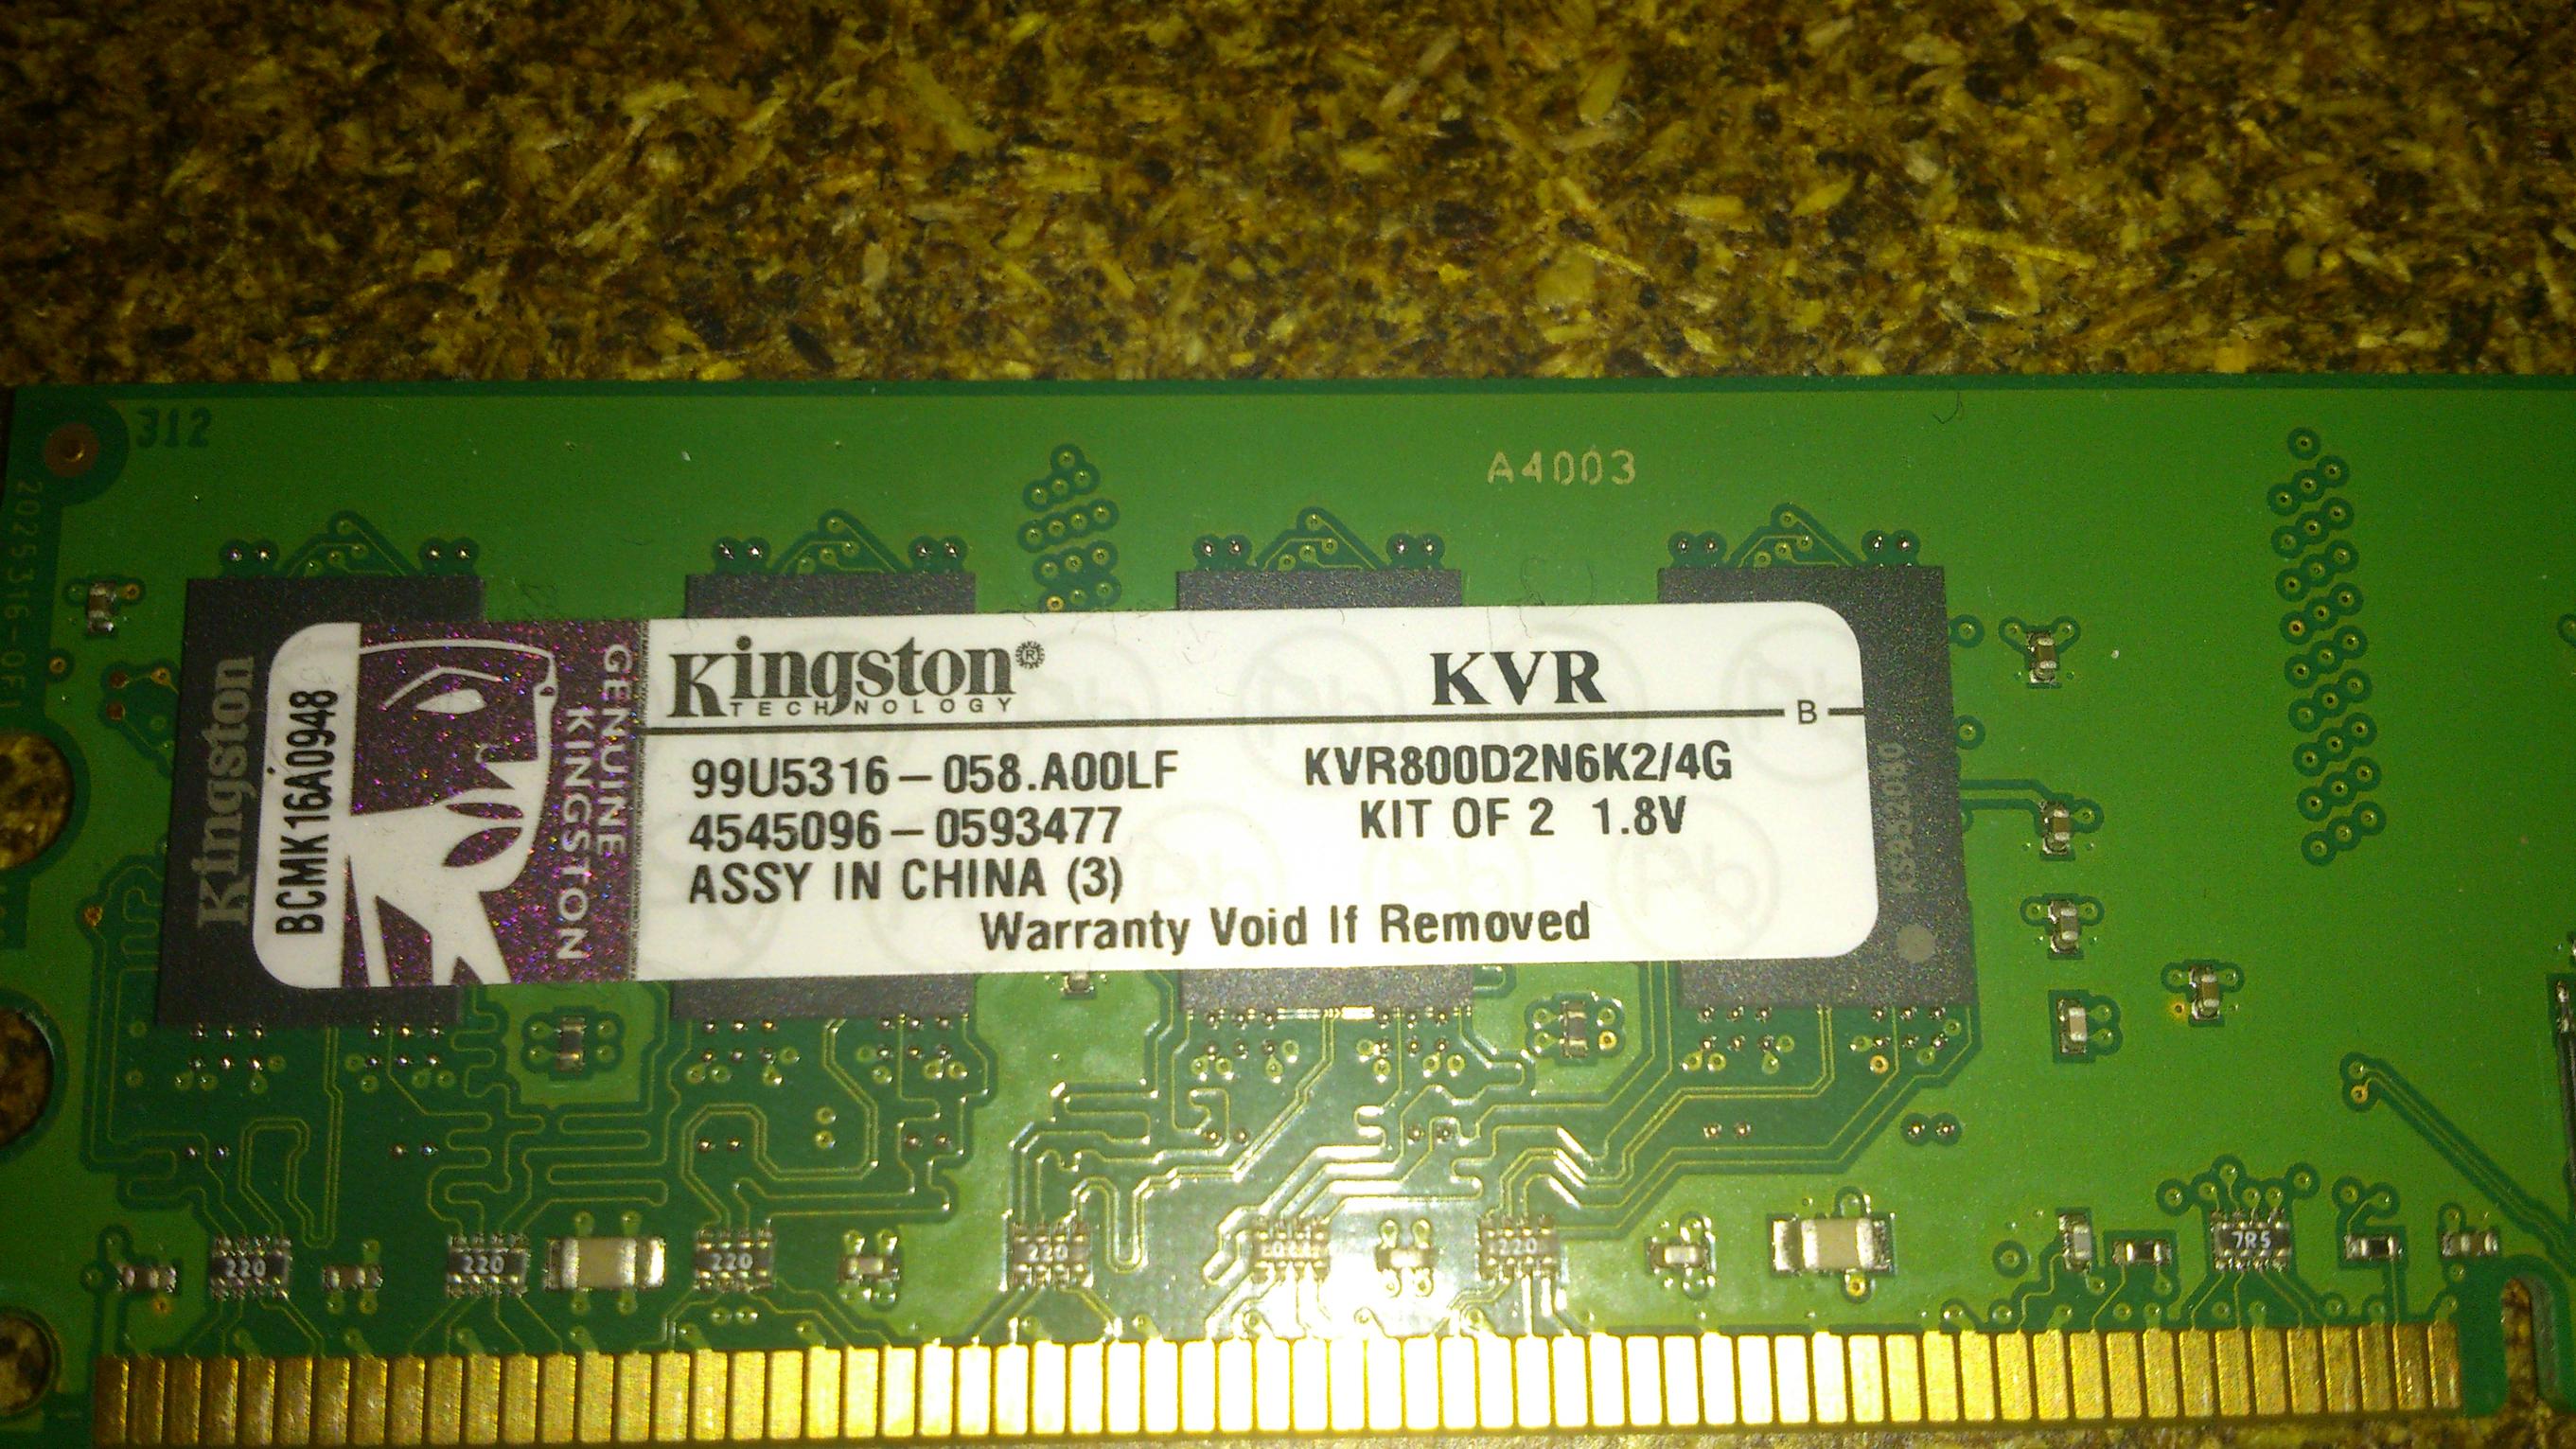 312
A4003
Kingston
BCMK16A0948
GENUINE
KINGSTON
Kingston®
TECHNOLOGY
KVR
B
99U5316-058.A00LF
KVR800D2N6K2/4G
4545096-0593477
KIT OF 2 1.8V
ASSY IN CHINA (3)
Warranty Void If Removed
220
220
220
220
220
7R5